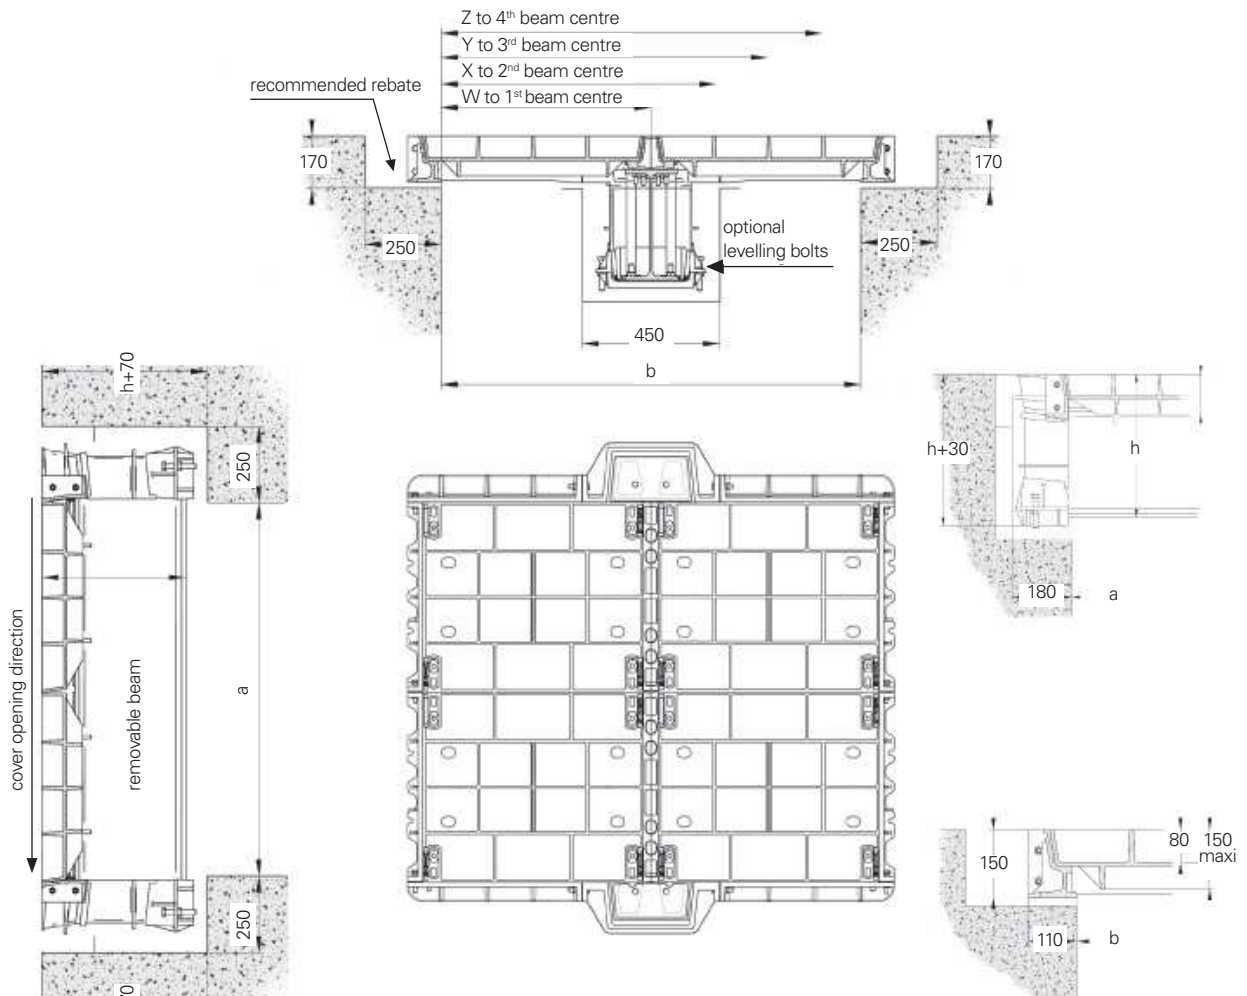 Z to 4th beam centre
Y to 3rd beam centre
X to 2nd beam centre
W to 1st beam centre
recommended rebate
170
170
250
250
optional
levelling bolts
450
b
h+70
250
cover opening direction
removable beam
a
250
70
h+30
h
180
a
150
80
150
maxi
110
b